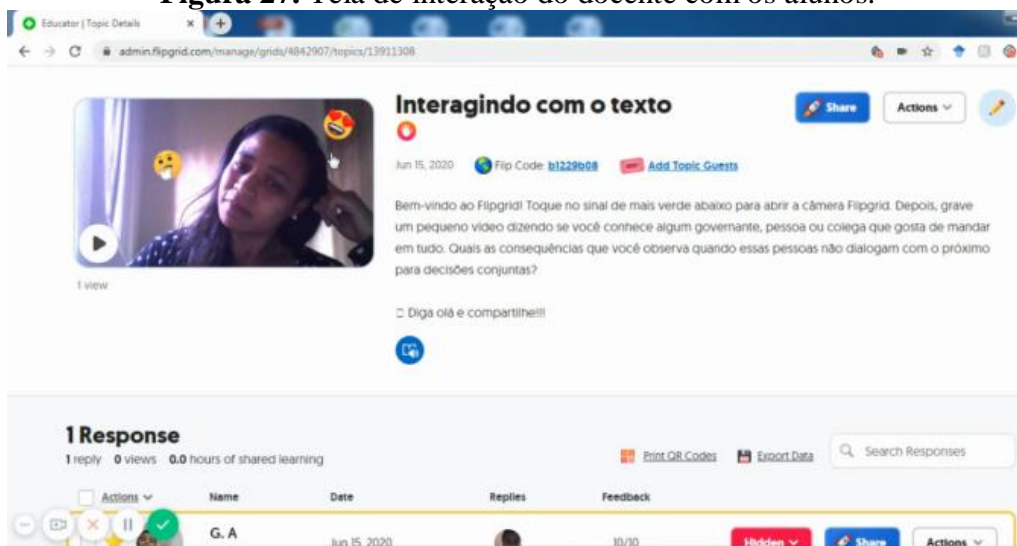 Figura 27. Tela de interação do docente com os alunos.
Educator | Topic Details
admin.flipgrid.com/manage/grids/4842907/topics/13911308
Interagindo com o texto
Share
Actions
Jun 15, 2020
Flip Code: b1229b08
Add Topic Guests
Bem-vindo ao Flipgrid! Toque no sinal de mais verde abaixo para abrir a câmera Flipgrid. Depois, grave
um pequeno vídeo dizendo se você conhece algum governante, pessoa ou colega que gosta de mandar
em tudo. Quais as consequências que você observa quando essas pessoas não dialogam com o próximo
para decisões conjuntas?
1 view
Diga olá e compartilhe!!!!
1 Response
1 reply 0 views 0.0 hours of shared learning
Print QR Codes
Export Data
Search Responses
Actions Name Date Replies Feedback
G. A
Jun 15, 2020
10/10
Hidden
Share
Actions